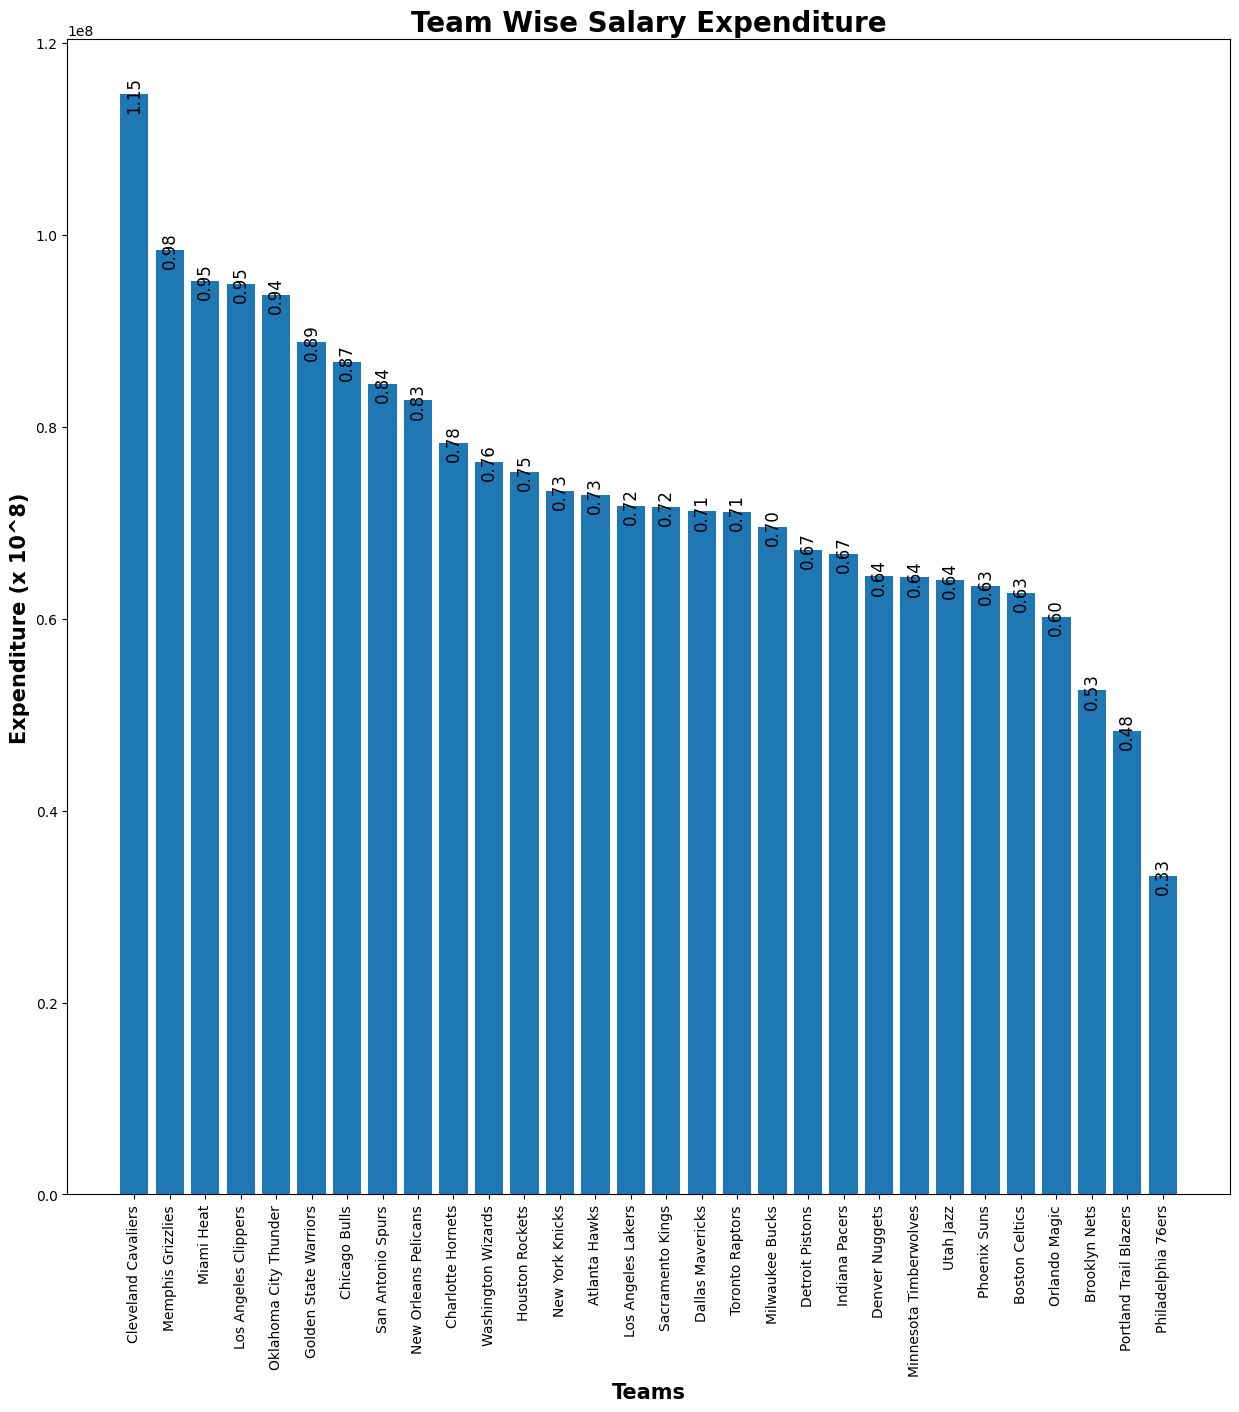 Team Wise Salary Expenditure
1e8
1.2
1.0
0.8
0.6
0.4
0.2
0.0
Expenditure (x 10^8)
1.15
0.98
0.95
0.95
0.94
0.89
0.87
0.84
0.83
0.78
0.76
0.75
0.73
0.73
0.72
0.72
0.71
0.71
0.70
0.67
0.67
0.64
0.64
0.64
0.63
0.63
0.60
0.53
0.48
0.33
Cleveland Cavaliers
Memphis Grizzlies
Miami Heat
Los Angeles Clippers
Oklahoma City Thunder
Golden State Warriors
Chicago Bulls
San Antonio Spurs
New Orleans Pelicans
Charlotte Hornets
Washington Wizards
Houston Rockets
New York Knicks
Atlanta Hawks
Los Angeles Lakers
Sacramento Kings
Dallas Mavericks
Toronto Raptors
Milwaukee Bucks
Detroit Pistons
Indiana Pacers
Denver Nuggets
Minnesota Timberwolves
Utah Jazz
Phoenix Suns
Boston Celtics
Orlando Magic
Brooklyn Nets
Portland Trail Blazers
Philadelphia 76ers
Teams